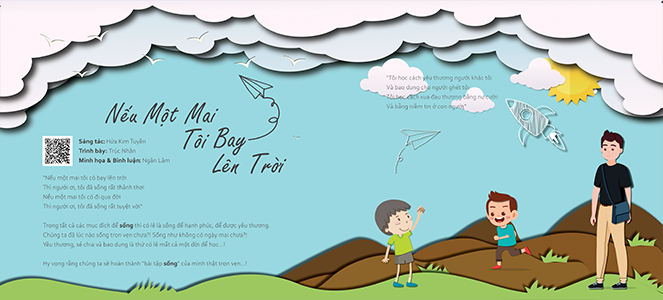 Nếu Một Mai
Tôi Bay
Lên Trời
Sáng tác: Hứa Kim Tuyền
Trình bày: Trúc Nhân
Minh họa & Bình luận: Ngân Lâm
"Nếu một mai tôi có bay lên trời
Thì người ơi, tôi đã sống rất thảnh thơi
Nếu một mai tôi có đi qua đời
Thì người ơi, tôi đã sống rất tuyệt vời"
Trong tất cả các mục đích để sống thì có lẽ là sống để hạnh phúc, để được yêu thương.
Chúng ta đã lúc nào sống trọn vẹn chưa?! Sống như không có ngày mai chưa?!
Yêu thương, sẻ chia và bao dung là thứ có lẽ mất cả một đời để học...!
Hy vọng rằng chúng ta sẽ hoàn thành "bài tập sống" của mình thật trọn vẹn...!
"Tôi học cách yêu thương người khác tôi
Và bao dung cho người ghét tôi
Tôi học cách xua đau thương bằng nụ cười
Và bằng niềm tin ở con người"